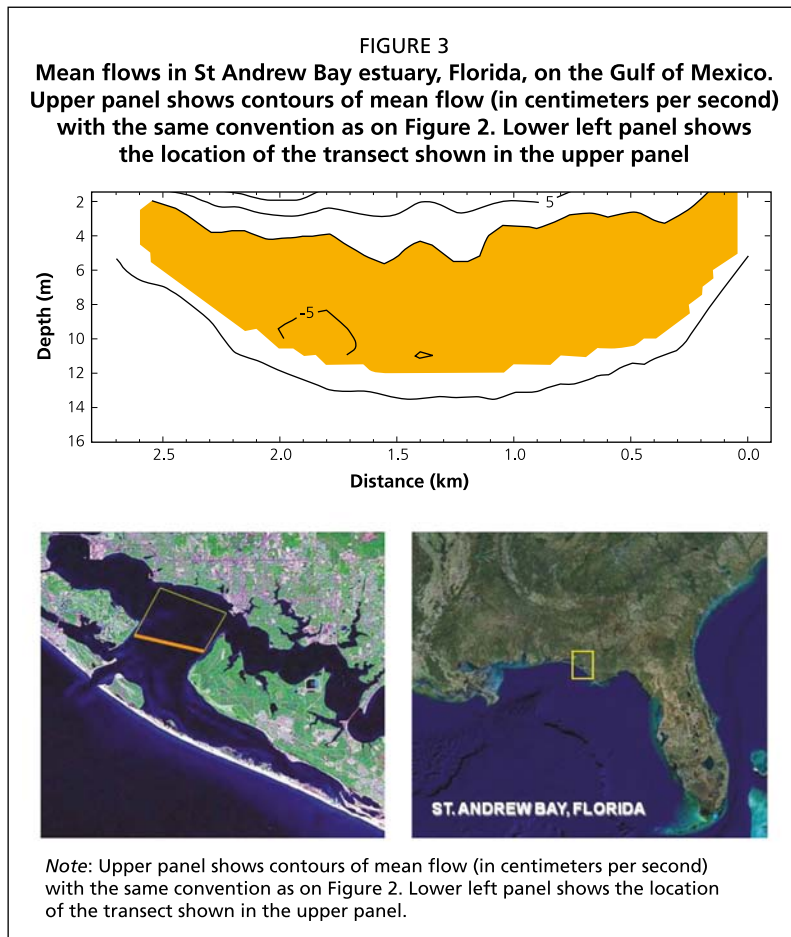 FIGURE 3
Mean flows in St Andrew Bay estuary, Florida, on the Gulf of Mexico.
Upper panel shows contours of mean flow (in centimeters per second)
with the same convention as on Figure 2. Lower left panel shows
the location of the transect shown in the upper panel
2
4
6
8
10
12
14
16
Depth (m)
5
-5
2.5
2.0
1.5
1.0
0.5
0.0
Distance (km)
ST. ANDREW BAY, FLORIDA
Note: Upper panel shows contours of mean flow (in centimeters per second)
with the same convention as on Figure 2. Lower left panel shows the location
of the transect shown in the upper panel.